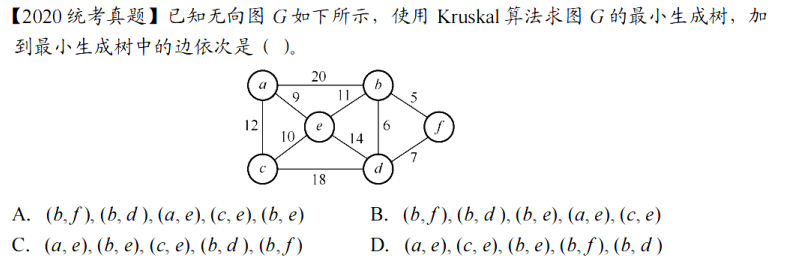 【2020 统考真题】已知无向图 G 如下所示，使用 Kruskal 算法求图 G 的最小生成树，加
到最小生成树中的边依次是（ ）。
a 20 b
9 11 5
12 e 6 f
10 14
c 18 d 7
A. (b, f ), (b, d ), (a, e), (c, e), (b, e) B. (b, f ), (b, d ), (b, e), (a, e), (c, e)
C. (a, e), (b, e), (c, e), (b, d ), (b, f ) D. (a, e), (c, e), (b, e), (b, f ), (b, d )